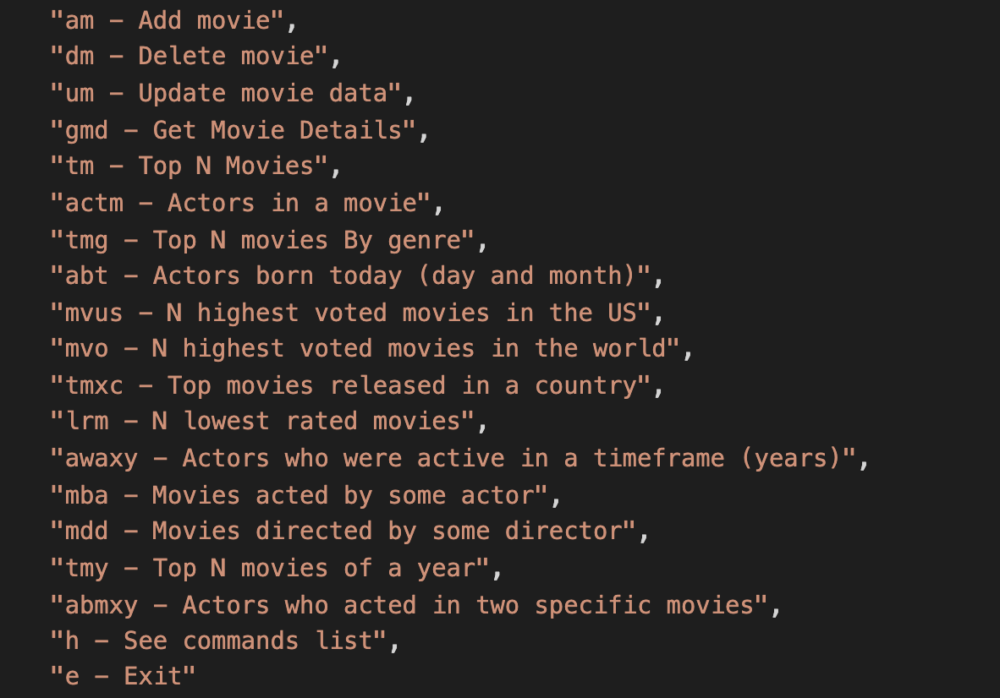 "am – Add movie",
"dm – Delete movie",
"um – Update movie data",
"gmd – Get Movie Details",
"tm – Top N Movies",
"actm – Actors in a movie",
"tmg – Top N movies By genre",
"abt – Actors born today (day and month)",
"mvus – N highest voted movies in the US",
"mvo – N highest voted movies in the world",
"tmxc – Top movies released in a country",
"lrm – N lowest rated movies",
"awaxy – Actors who were active in a timeframe (years)",
"mba – Movies acted by some actor",
"mdd – Movies directed by some director",
"tmy – Top N movies of a year",
"abmxy – Actors who acted in two specific movies",
"h – See commands list",
"e – Exit"